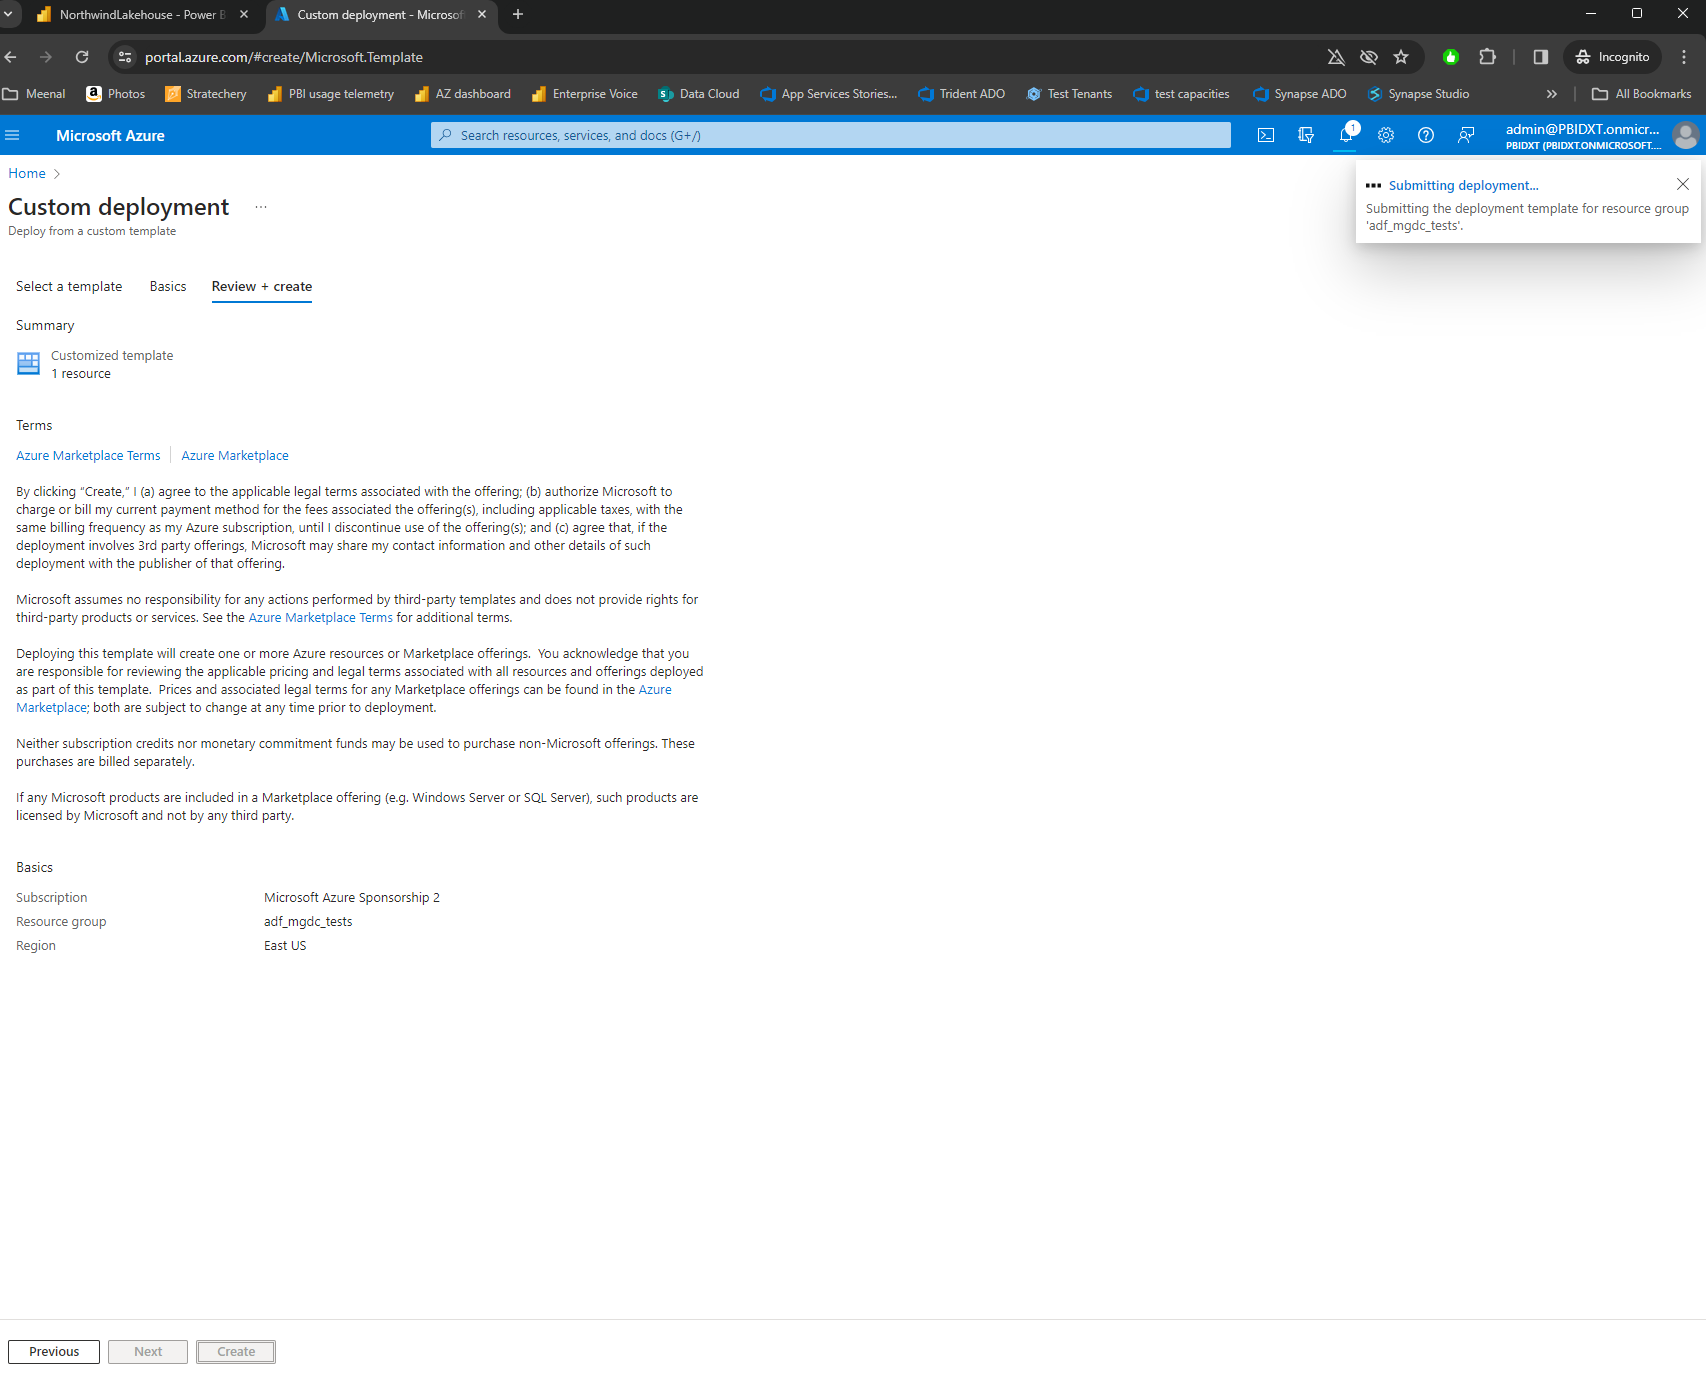 NorthwindLakehouse - Power B
Custom deployment - Microsof
portal.azure.com/#create/Microsoft.Template
Incognito
Meenal
Photos
Stratechery
PBI usage telemetry
AZ dashboard
Enterprise Voice
Data Cloud
App Services Stories...
Trident ADO
Test Tenants
test capacities
Synapse ADO
Synapse Studio
All Bookmarks
Microsoft Azure
Search resources, services, and docs (G+/)
1
admin@PBIDXT.onmicr...
PBIDXT (PBIDXT.ONMICROSOFT....
Home
Submitting deployment...
Submitting the deployment template for resource group
'adf_mgdc_tests'.
Custom deployment
...
Deploy from a custom template
Select a template
Basics
Review + create
Summary
Customized template
1 resource
Terms
Azure Marketplace Terms
Azure Marketplace
By clicking “Create,” I (a) agree to the applicable legal terms associated with the offering; (b) authorize Microsoft to
charge or bill my current payment method for the fees associated the offering(s), including applicable taxes, with the
same billing frequency as my Azure subscription, until I discontinue use of the offering(s); and (c) agree that, if the
deployment involves 3rd party offerings, Microsoft may share my contact information and other details of such
deployment with the publisher of that offering.
Microsoft assumes no responsibility for any actions performed by third-party templates and does not provide rights for
third-party products or services. See the Azure Marketplace Terms for additional terms.
Deploying this template will create one or more Azure resources or Marketplace offerings.  You acknowledge that you
are responsible for reviewing the applicable pricing and legal terms associated with all resources and offerings deployed
as part of this template.  Prices and associated legal terms for any Marketplace offerings can be found in the Azure
Marketplace; both are subject to change at any time prior to deployment.
Neither subscription credits nor monetary commitment funds may be used to purchase non-Microsoft offerings. These
purchases are billed separately.
If any Microsoft products are included in a Marketplace offering (e.g. Windows Server or SQL Server), such products are
licensed by Microsoft and not by any third party.
Basics
Subscription
Microsoft Azure Sponsorship 2
Resource group
adf_mgdc_tests
Region
East US
Previous
Next
Create